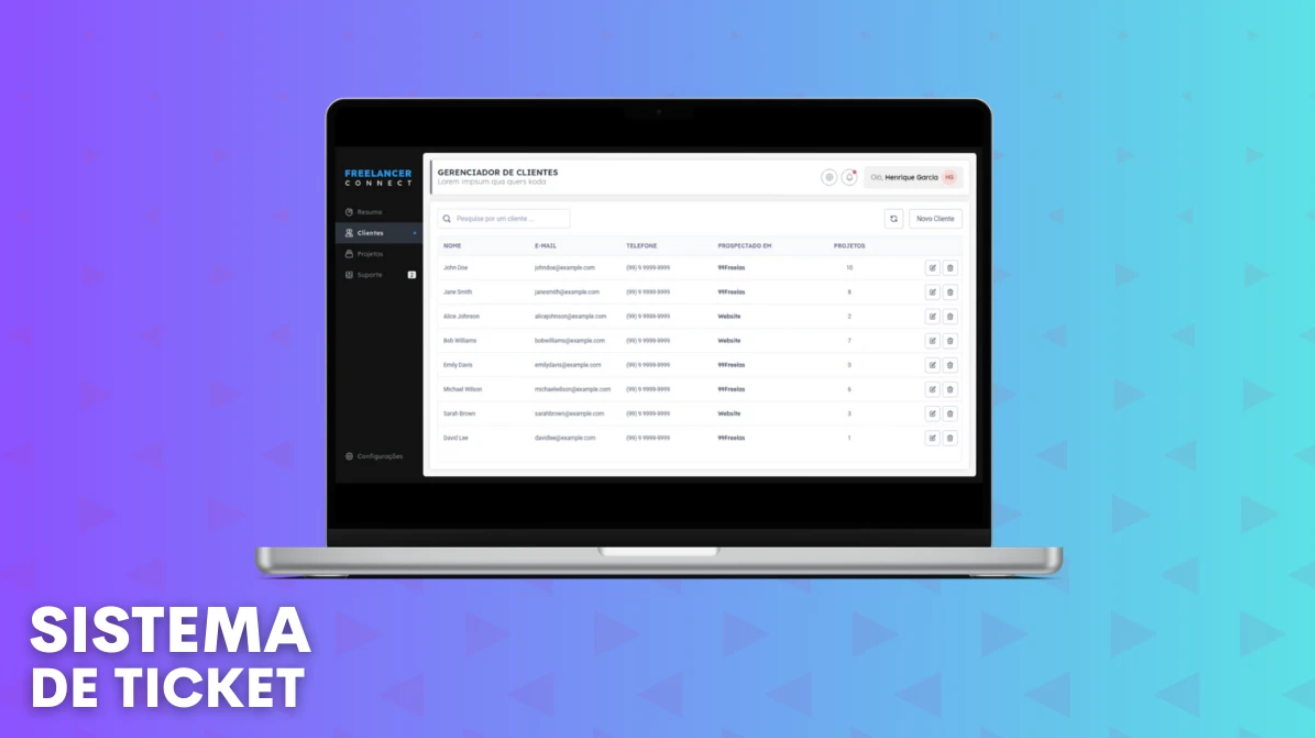 FREELANCER
CONNECT
Resumo
Clientes
Projetos
Suporte
Configurações
GERENCIADOR DE CLIENTES
Lorem impsum quia quers koda
Olá, Henrique Garcia HG
Pesquise por um cliente ...
Novo Cliente
NOME E-MAIL TELEFONE PROSPECTADO EM PROJETOS
John Doe johndoe@example.com (99) 9 9999-9999 99Freelas 10
Jane Smith janesmith@example.com (99) 9 9999-9999 99Freelas 8
Alice Johnson alicejohnson@example.com (99) 9 9999-9999 Website 2
Bob Williams bobwilliams@example.com (99) 9 9999-9999 Website 7
Emily Davis emilydavis@example.com (99) 9 9999-9999 99Freelas
Michael Wilson michaelwilson@example.com (99) 9 9999-9999 99Freelas 6
Sarah Brown sarahbrown@example.com (99) 9 9999-9999 Website 3
David Lee davidlee@example.com (99) 9 9999-9999 99Freelas 1
SISTEMA
DE TICKET